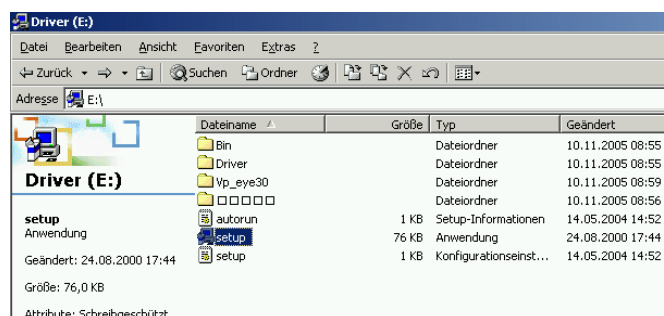 Driver (E:)
Datei Bearbeiten Ansicht Favoriten Extras ?
Zurück Suchen Ordner
Adresse E:\
Dateiname Größe Typ Geändert
Bin Dateiordner 10.11.2005 08:55
Driver Dateiordner 10.11.2005 08:55
Vp_eye30 Dateiordner 10.11.2005 08:59
□□□□□ Dateiordner 10.11.2005 08:56
autorun 1 KB Setup-Informationen 14.05.2004 14:52
setup 76 KB Anwendung 24.08.2000 17:44
setup 1 KB Konfigurationseinst... 14.05.2004 14:52
Driver (E:)
setup
Anwendung
Geändert: 24.08.2000 17:44
Größe: 76,0 KB
Attribute: Schreibgeschützt